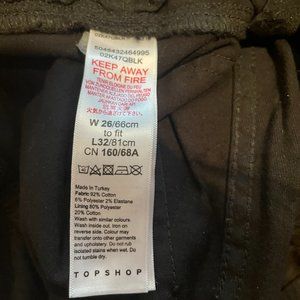 02K47QBLK
5045432464995
02K47QBLK
KEEP AWAY
FROM FIRE
W 26/66cm
to fit
L32/81cm
CN 160/68A
Made in Turkey
Fabric 92% Cotton
6% Polyester 2% Elastane
Lining 80% Polyester
20% Cotton
Wash with similar colours.
Wash inside out. Iron on
reverse side. Colour may
transfer onto other garments
and upholstery. Do not rub
isolated stains when wet. Do
not tumble dry.
TOPSHOP